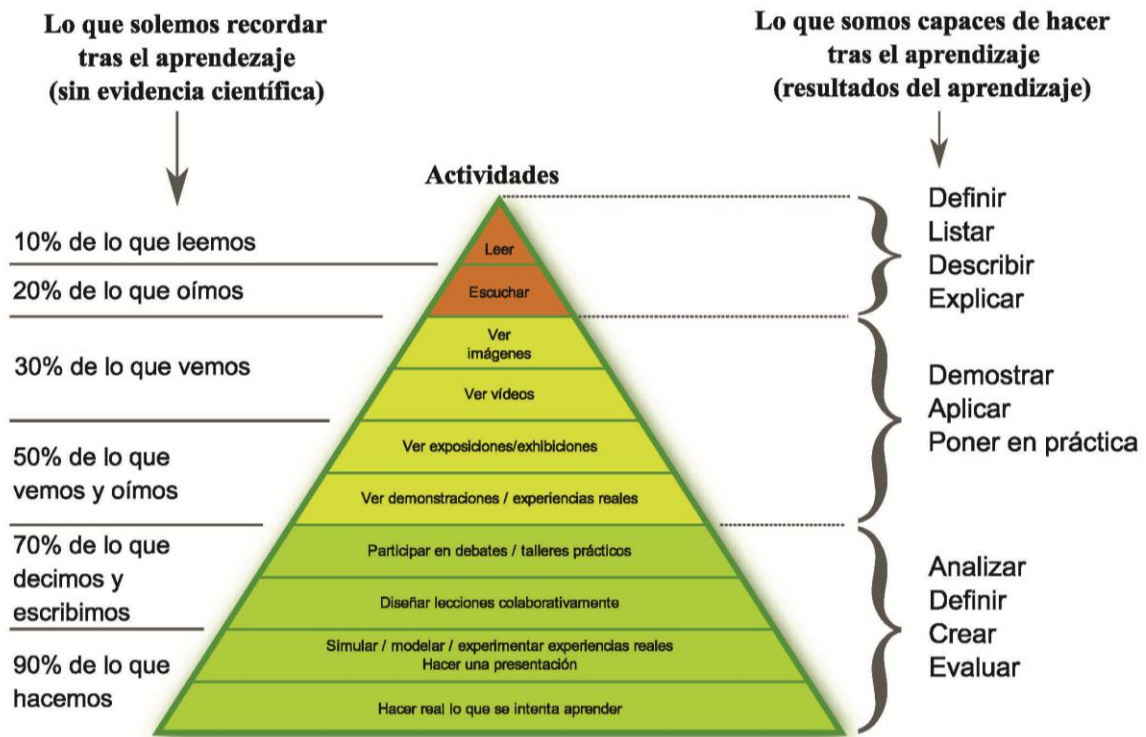 Lo que solemos recordar
tras el aprendezaje
(sin evidencia científica)
Lo que somos capaces de hacer
tras el aprendizaje
(resultados del aprendizaje)
Actividades
10% de lo que leemos
20% de lo que oímos
30% de lo que vemos
50% de lo que
vemos y oímos
70% de lo que
decimos y
escribimos
90% de lo que
hacemos
Leer
Escuchar
Ver
imágenes
Ver vídeos
Ver exposiciones/exhibiciones
Ver demonstraciones / experiencias reales
Participar en debates / talleres prácticos
Diseñar lecciones colaborativamente
Simular / modelar / experimentar experiencias reales
Hacer una presentación
Hacer real lo que se intenta aprender
Definir
Listar
Describir
Explicar
Demostrar
Aplicar
Poner en práctica
Analizar
Definir
Crear
Evaluar